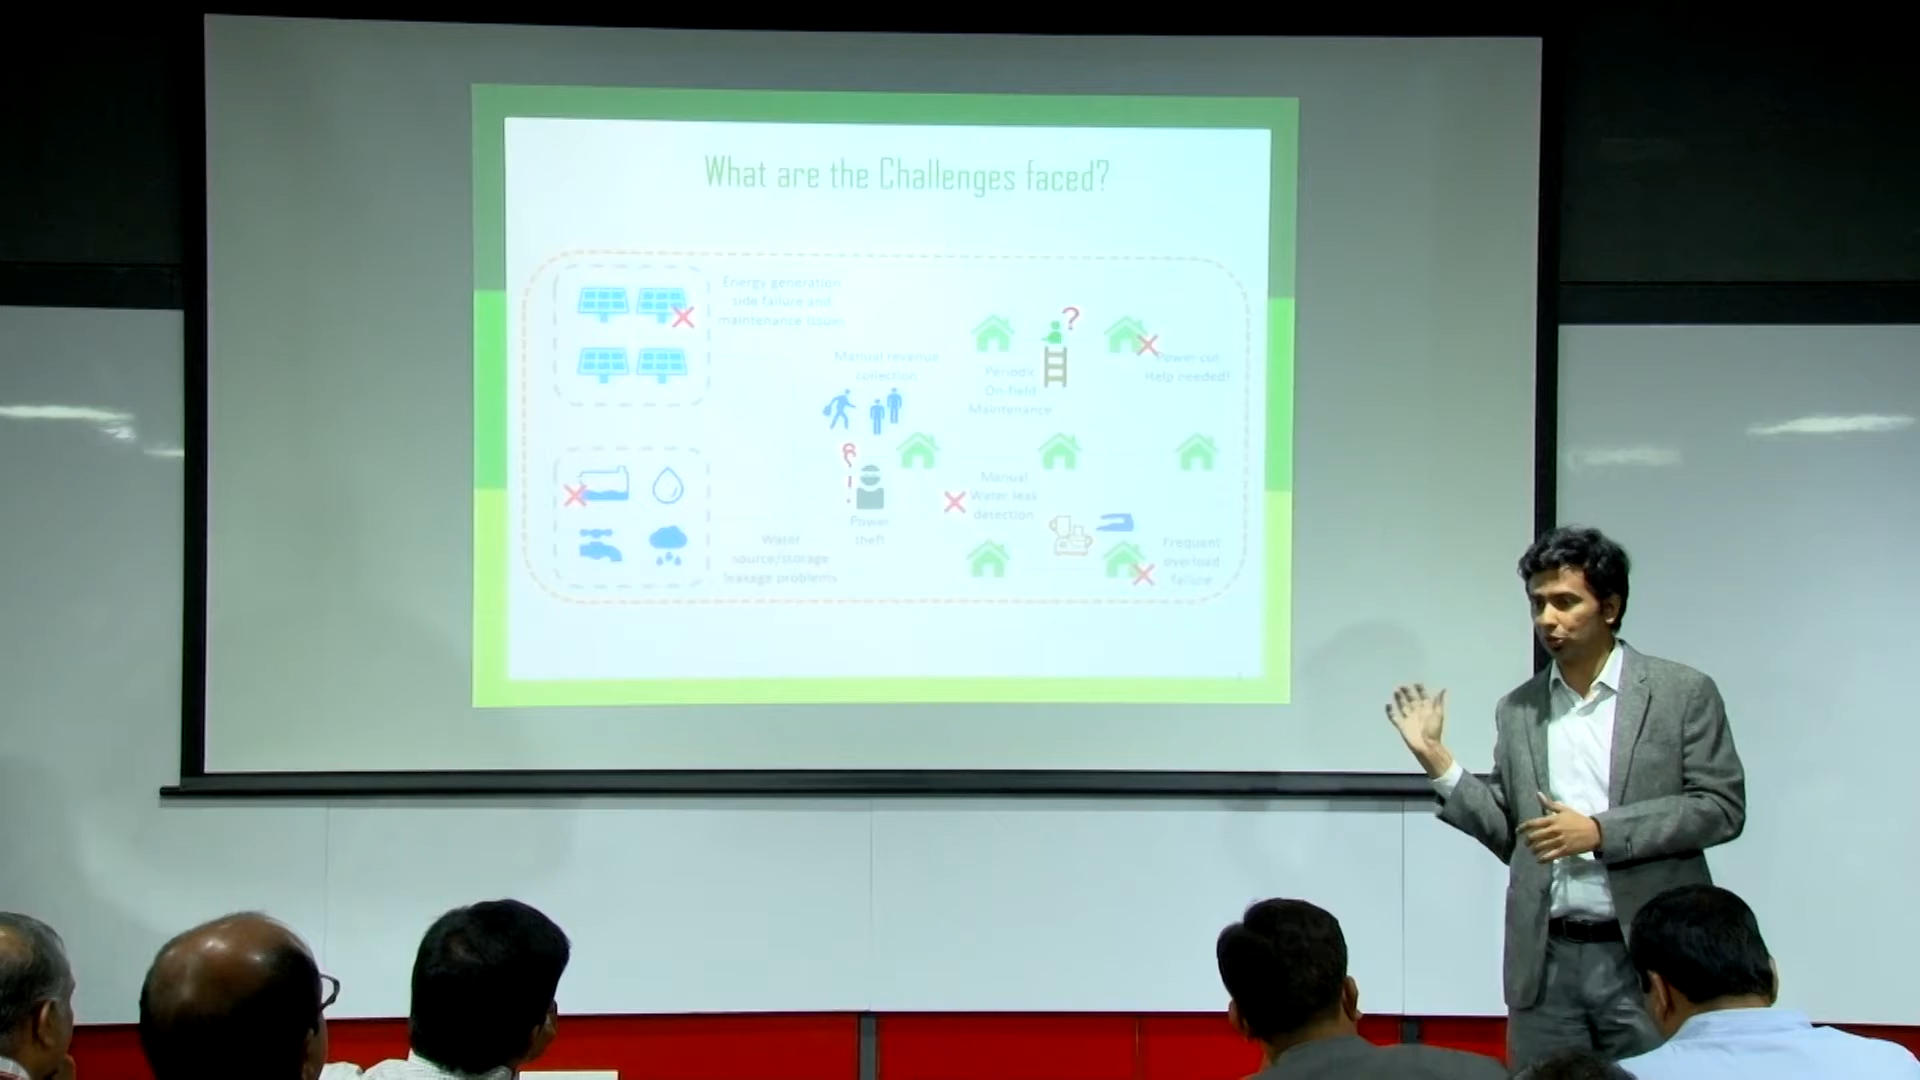 What are the Challenges faced?
Energy generation
side failure and
maintenance issues
Manual revenue
collection
Periodic
On-field
Maintenance
Power cut
Help needed!
Power
theft
Manual
Water leak
detection
Water
source/storage
leakage problems
Frequent
overload
failure